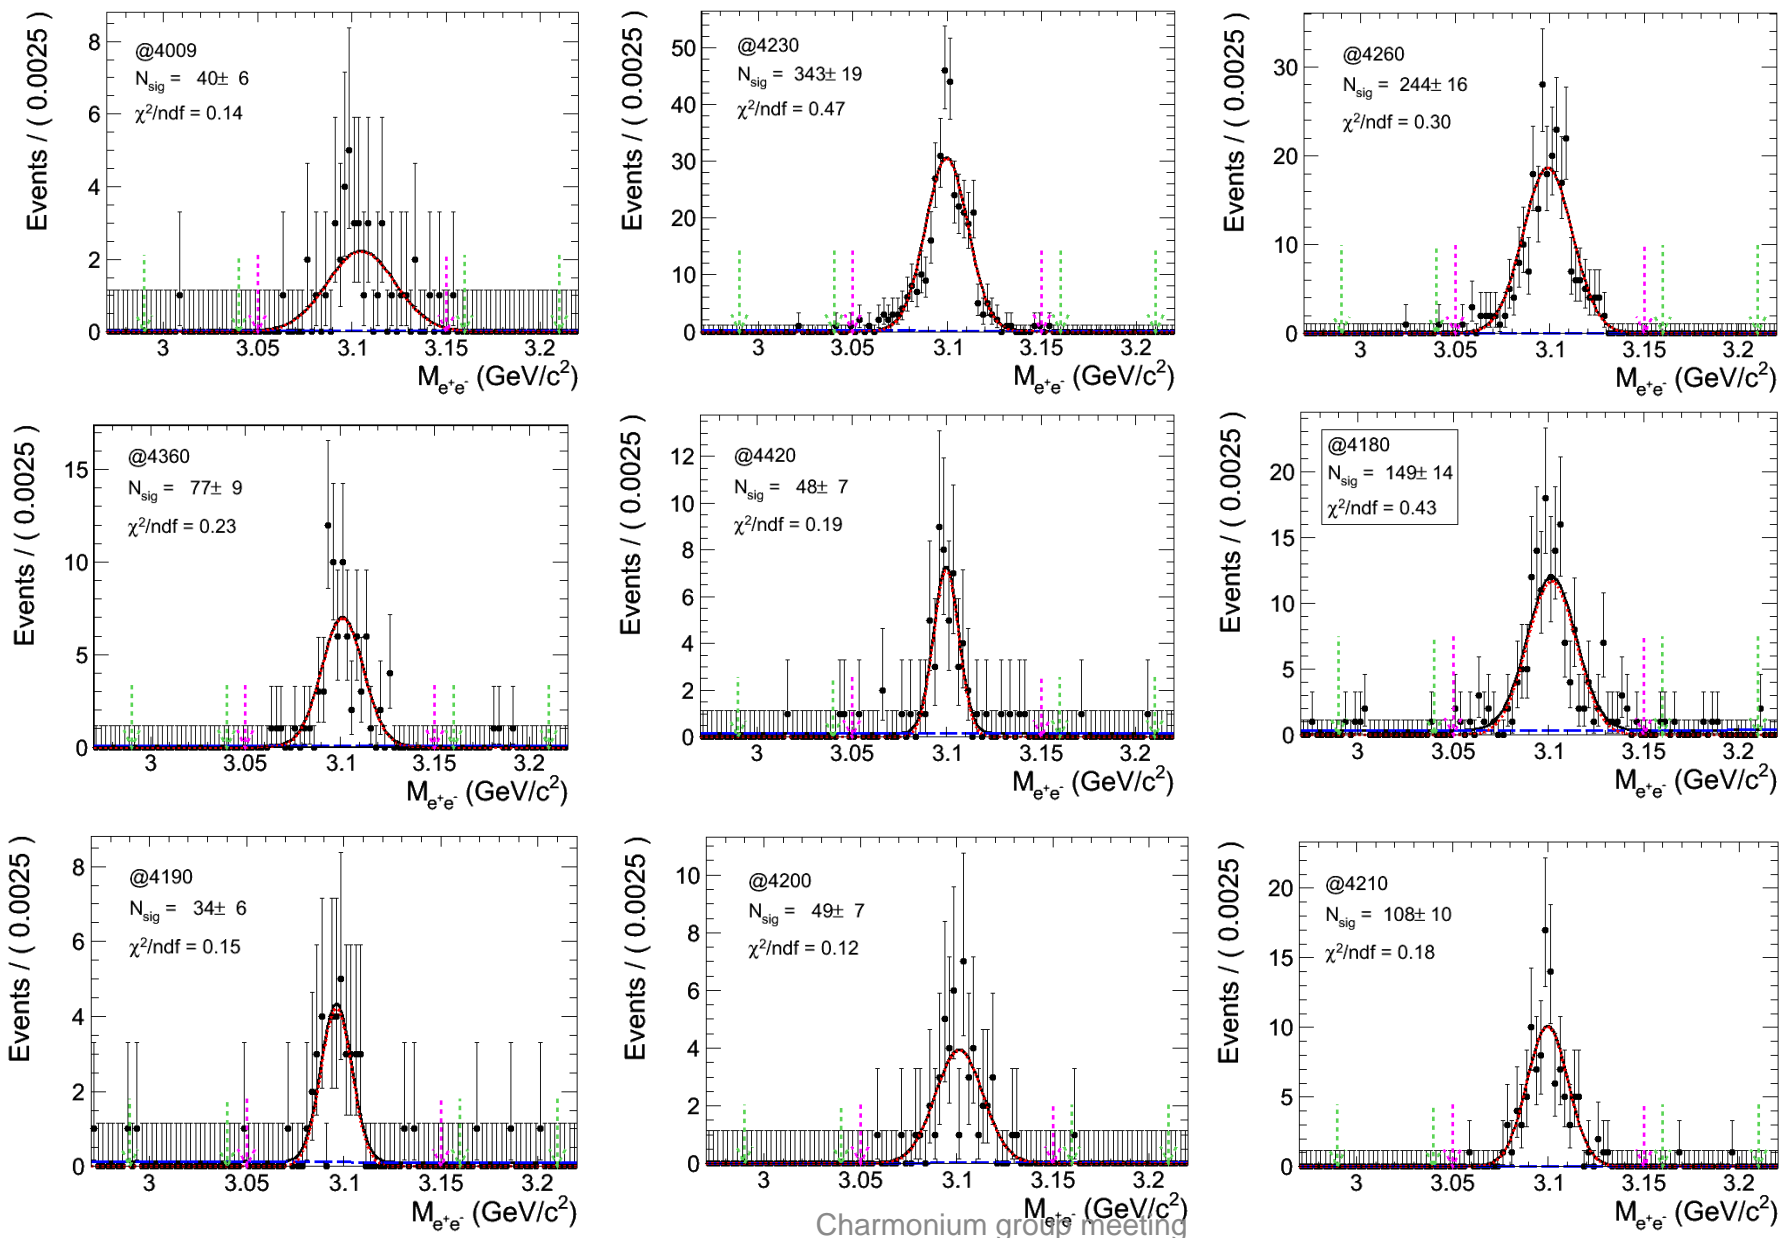 Events / ( 0.0025 )
8
6
4
2
0
@4009
N_sig = 40± 6
χ²/ndf = 0.14
3 3.05 3.1 3.15 3.2
M_e⁺e⁻ (GeV/c²)
Events / ( 0.0025 )
50
40
30
20
10
0
@4230
N_sig = 343± 19
χ²/ndf = 0.47
3 3.05 3.1 3.15 3.2
M_e⁺e⁻ (GeV/c²)
Events / ( 0.0025 )
30
20
10
0
@4260
N_sig = 244± 16
χ²/ndf = 0.30
3 3.05 3.1 3.15 3.2
M_e⁺e⁻ (GeV/c²)
Events / ( 0.0025 )
15
10
5
0
@4360
N_sig = 77± 9
χ²/ndf = 0.23
3 3.05 3.1 3.15 3.2
M_e⁺e⁻ (GeV/c²)
Events / ( 0.0025 )
12
10
8
6
4
2
0
@4420
N_sig = 48± 7
χ²/ndf = 0.19
3 3.05 3.1 3.15 3.2
M_e⁺e⁻ (GeV/c²)
Events / ( 0.0025 )
20
15
10
5
0
@4180
N_sig = 149± 14
χ²/ndf = 0.43
3 3.05 3.1 3.15 3.2
M_e⁺e⁻ (GeV/c²)
Events / ( 0.0025 )
8
6
4
2
0
@4190
N_sig = 34± 6
χ²/ndf = 0.15
3 3.05 3.1 3.15 3.2
M_e⁺e⁻ (GeV/c²)
Events / ( 0.0025 )
10
8
6
4
2
0
@4200
N_sig = 49± 7
χ²/ndf = 0.12
3 3.05 3.1 3.15 3.2
M_e⁺e⁻ (GeV/c²)
Events / ( 0.0025 )
20
15
10
5
0
@4210
N_sig = 108± 10
χ²/ndf = 0.18
3 3.05 3.1 3.15 3.2
M_e⁺e⁻ (GeV/c²)
Charmonium group meeting